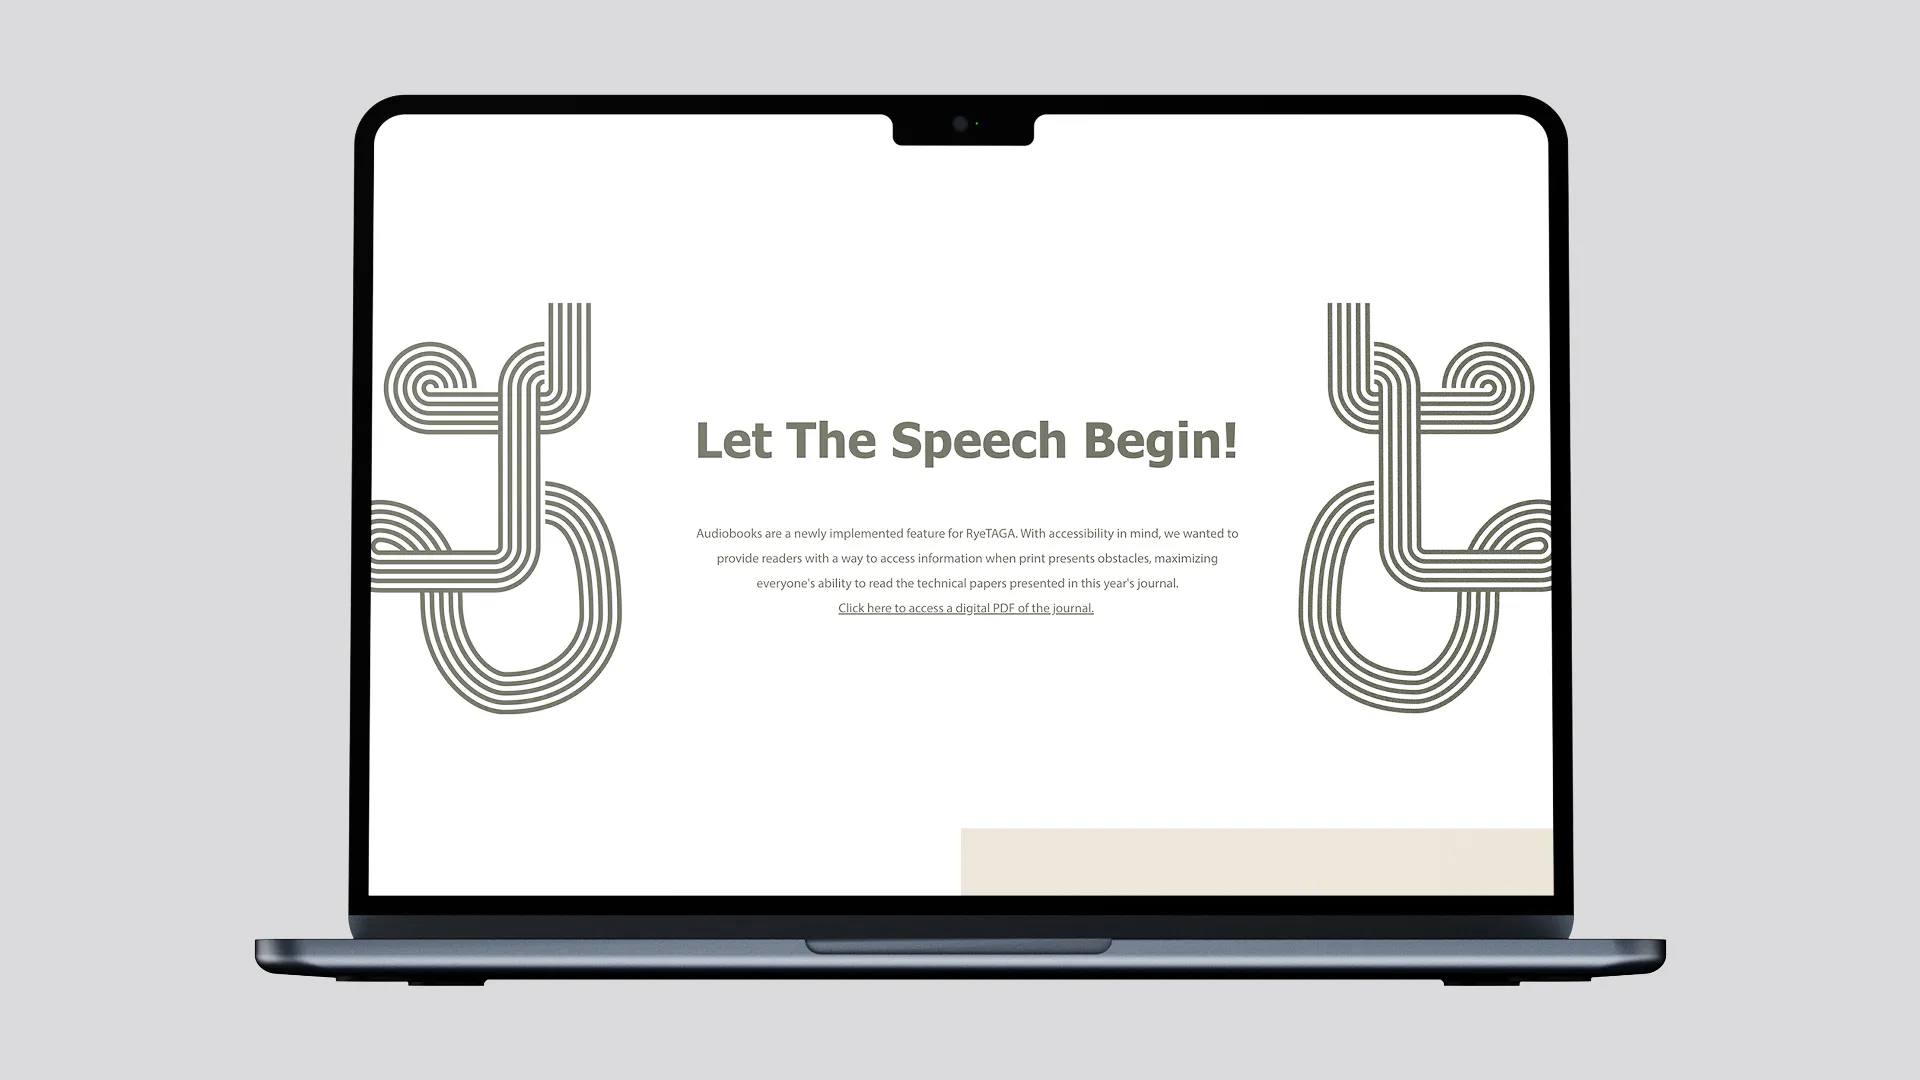 Let The Speech Begin!
Audiobooks are a newly implemented feature for RyeTAGA. With accessibility in mind, we wanted to
provide readers with a way to access information when print presents obstacles, maximizing
everyone's ability to read the technical papers presented in this year's journal.
Click here to access a digital PDF of the journal.